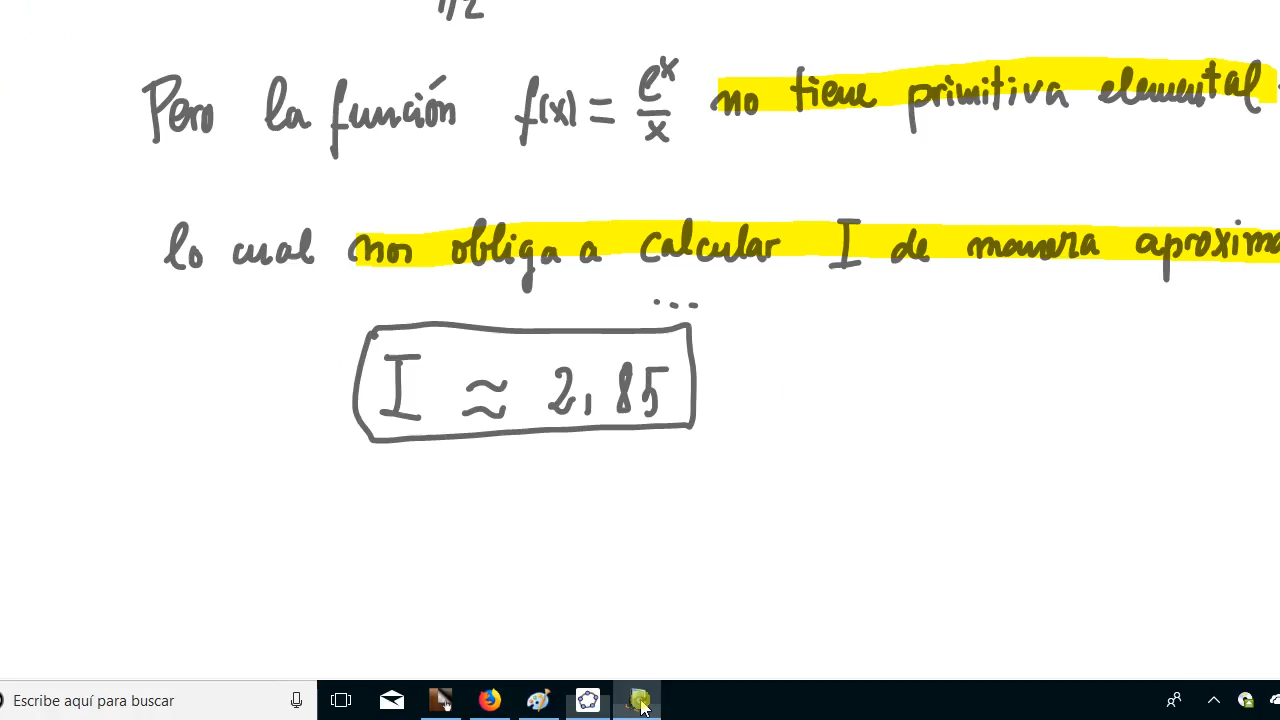 π/2
Pero la función f(x) = e^x/x no tiene primitiva elemental
lo cual nos obliga a calcular I de manera aproxima
...
I ≈ 2,85
Escribe aquí para buscar